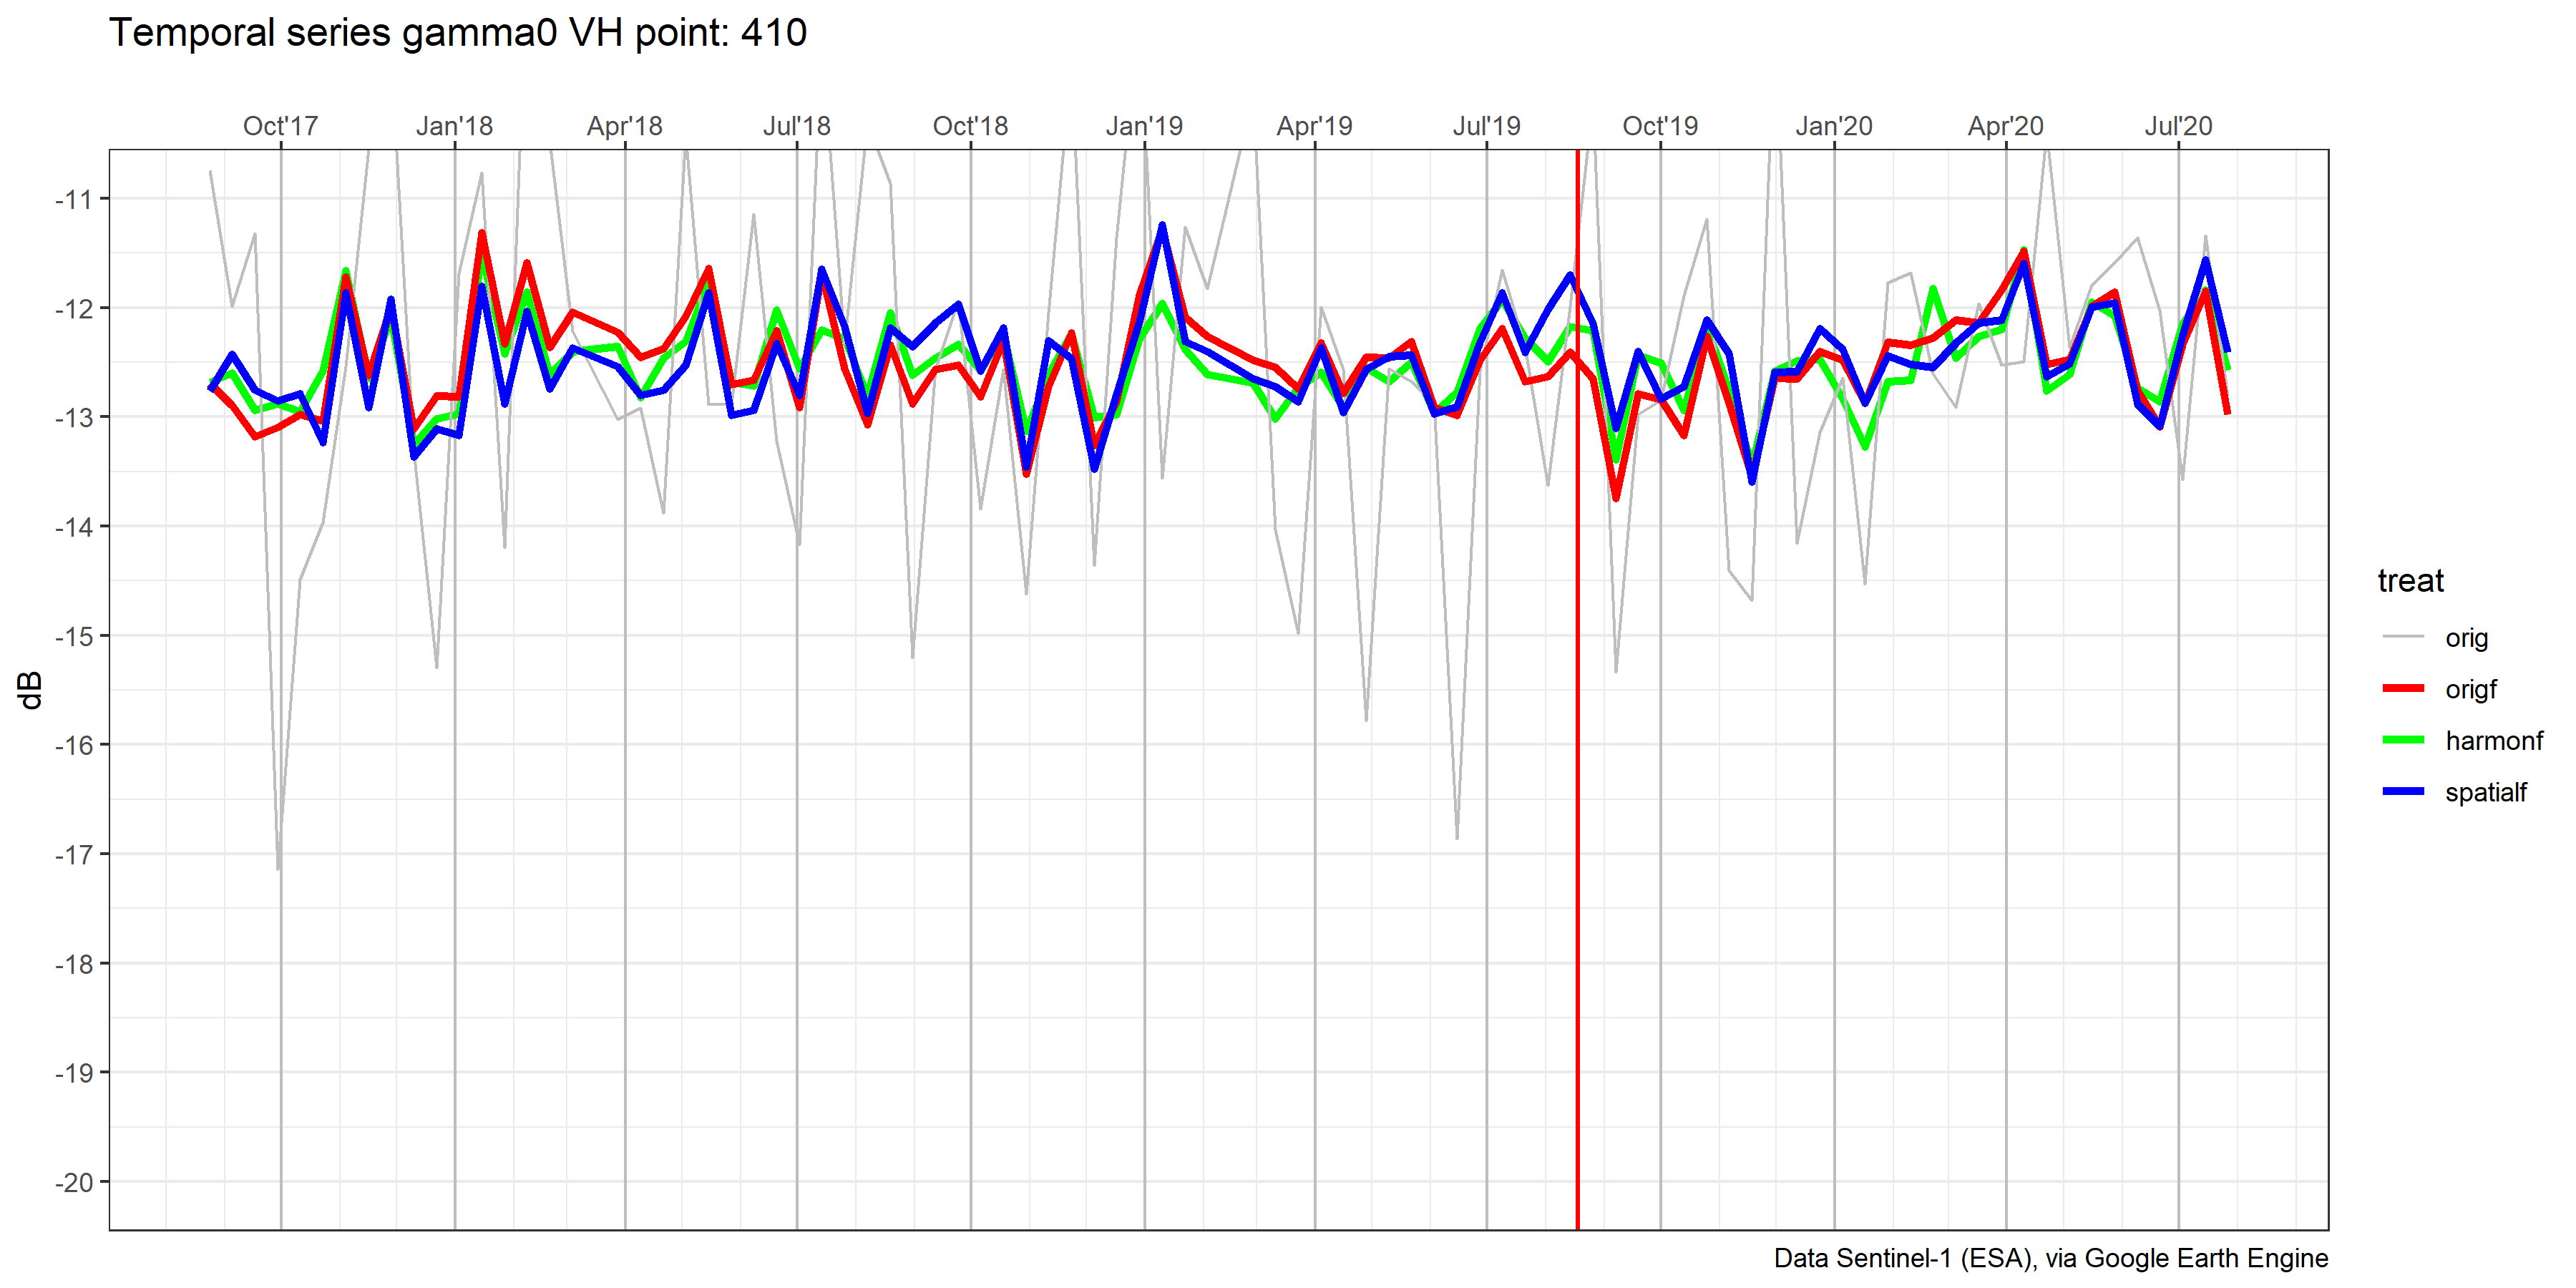 Temporal series gamma0 VH point: 410
Oct'17 Jan'18 Apr'18 Jul'18 Oct'18 Jan'19 Apr'19 Jul'19 Oct'19 Jan'20 Apr'20 Jul'20
-11
-12
-13
-14
-15
-16
-17
-18
-19
-20
dB
treat
orig
origf
harmonf
spatialf
Data Sentinel-1 (ESA), via Google Earth Engine